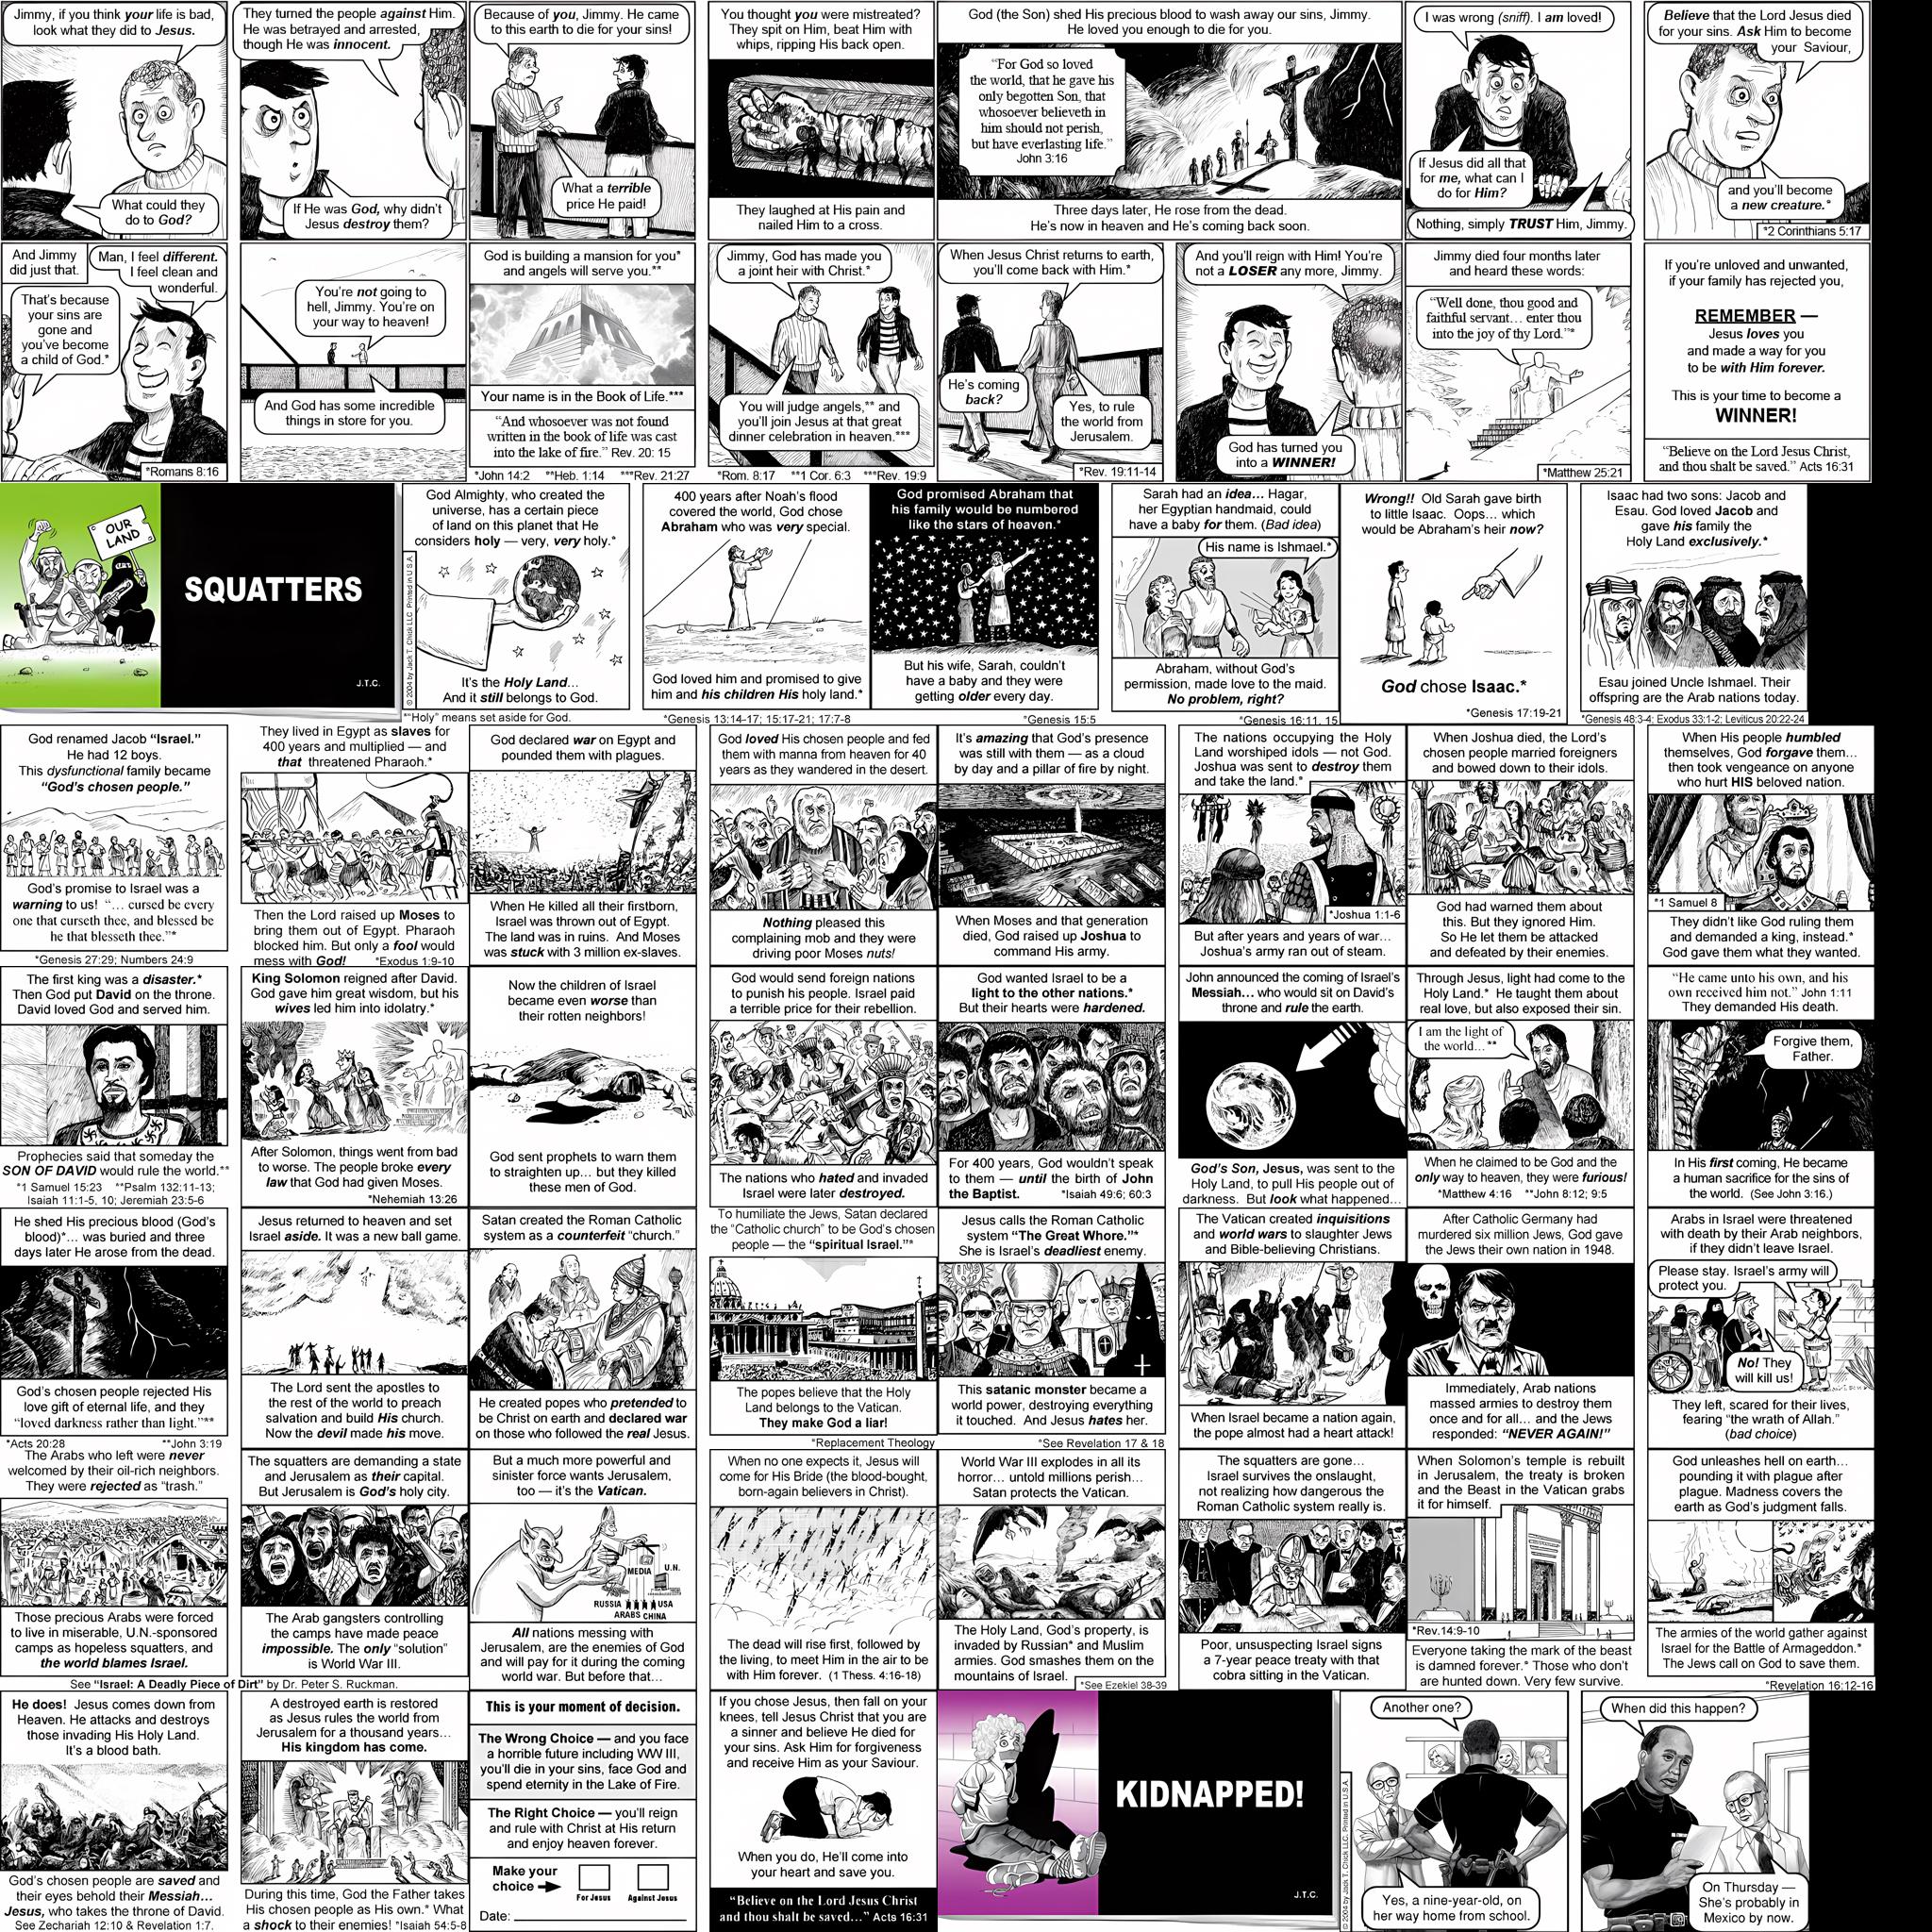 Jimmy, if you think your life is bad,
look what they did to Jesus.
What could they
do to God?
They turned the people against Him.
He was betrayed and arrested,
though He was innocent.
If He was God, why didn't
Jesus destroy them?
Because of you, Jimmy. He came
to this earth to die for your sins!
What a terrible
price He paid!
You thought you were mistreated?
They spit on Him, beat Him with
whips, ripping His back open.
They laughed at His pain and
nailed Him to a cross.
God (the Son) shed His precious blood to wash away our sins, Jimmy.
He loved you enough to die for you.
“For God so loved
the world, that he gave his
only begotten Son, that
whosoever believeth in
him should not perish,
but have everlasting life.”
John 3:16
Three days later, He rose from the dead.
He's now in heaven and He's coming back soon.
I was wrong (sniff). I am loved!
If Jesus did all that
for me, what can I
do for Him?
Nothing, simply TRUST Him, Jimmy.
Believe that the Lord Jesus died
for your sins. Ask Him to become
your Saviour,
and you'll become
a new creature.*
*2 Corinthians 5:17
And Jimmy
did just that.
Man, I feel different.
I feel clean and
wonderful.
That's because
your sins are
gone and
you've become
a child of God.*
*Romans 8:16
You're not going to
hell, Jimmy. You're on
your way to heaven!
And God has some incredible
things in store for you.
God is building a mansion for you*
and angels will serve you.**
Your name is in the Book of Life.***
“And whosoever was not found
written in the book of life was cast
into the lake of fire.” Rev. 20: 15
*John 14:2 **Heb. 1:14 ***Rev. 21:27
Jimmy, God has made you
a joint heir with Christ.*
You will judge angels,** and
you'll join Jesus at that great
dinner celebration in heaven.***
*Rom. 8:17 **1 Cor. 6:3 ***Rev. 19:9
When Jesus Christ returns to earth,
you'll come back with Him.*
He's coming
back?
Yes, to rule
the world from
Jerusalem.
*Rev. 19:11-14
And you'll reign with Him! You're
not a LOSER any more, Jimmy.
God has turned you
into a WINNER!
Jimmy died four months later
and heard these words:
“Well done, thou good and
faithful servant… enter thou
into the joy of thy Lord.”*
*Matthew 25:21
If you're unloved and unwanted,
if your family has rejected you,
REMEMBER —
Jesus loves you
and made a way for you
to be with Him forever.
This is your time to become a
WINNER!
“Believe on the Lord Jesus Christ,
and thou shalt be saved.” Acts 16:31
OUR
LAND
SQUATTERS
J.T.C.
© 2004 by Jack T. Chick LLC Printed in U.S.A.
God Almighty, who created the
universe, has a certain piece
of land on this planet that He
considers holy — very, very holy.*
It's the Holy Land…
And it still belongs to God.
*“Holy” means set aside for God.
400 years after Noah's flood
covered the world, God chose
Abraham who was very special.
God loved him and promised to give
him and his children His holy land.*
*Genesis 13:14-17; 15:17-21; 17:7-8
God promised Abraham that
his family would be numbered
like the stars of heaven.*
But his wife, Sarah, couldn't
have a baby and they were
getting older every day.
*Genesis 15:5
Sarah had an idea… Hagar,
her Egyptian handmaid, could
have a baby for them. (Bad idea)
His name is Ishmael.*
Abraham, without God's
permission, made love to the maid.
No problem, right?
*Genesis 16:11, 15
Wrong!! Old Sarah gave birth
to little Isaac. Oops… which
would be Abraham's heir now?
God chose Isaac.*
*Genesis 17:19-21
Isaac had two sons: Jacob and
Esau. God loved Jacob and
gave his family the
Holy Land exclusively.*
Esau joined Uncle Ishmael. Their
offspring are the Arab nations today.
*Genesis 48:3-4; Exodus 33:1-2; Leviticus 20:22-24
God renamed Jacob “Israel.”
He had 12 boys.
This dysfunctional family became
“God's chosen people.”
God's promise to Israel was a
warning to us! “… cursed be every
one that curseth thee, and blessed be
he that blesseth thee.”*
*Genesis 27:29; Numbers 24:9
They lived in Egypt as slaves for
400 years and multiplied — and
that threatened Pharaoh.*
Then the Lord raised up Moses to
bring them out of Egypt. Pharaoh
blocked him. But only a fool would
mess with God! *Exodus 1:9-10
God declared war on Egypt and
pounded them with plagues.
When He killed all their firstborn,
Israel was thrown out of Egypt.
The land was in ruins. And Moses
was stuck with 3 million ex-slaves.
God loved His chosen people and fed
them with manna from heaven for 40
years as they wandered in the desert.
Nothing pleased this
complaining mob and they were
driving poor Moses nuts!
It's amazing that God's presence
was still with them — as a cloud
by day and a pillar of fire by night.
When Moses and that generation
died, God raised up Joshua to
command His army.
The nations occupying the Holy
Land worshiped idols — not God.
Joshua was sent to destroy them
and take the land.*
*Joshua 1:1-6
But after years and years of war…
Joshua's army ran out of steam.
When Joshua died, the Lord's
chosen people married foreigners
and bowed down to their idols.
God had warned them about
this. But they ignored Him.
So He let them be attacked
and defeated by their enemies.
When His people humbled
themselves, God forgave them…
then took vengeance on anyone
who hurt HIS beloved nation.
*1 Samuel 8
They didn't like God ruling them
and demanded a king, instead.*
God gave them what they wanted.
The first king was a disaster.*
Then God put David on the throne.
David loved God and served him.
Prophecies said that someday the
SON OF DAVID would rule the world.**
*1 Samuel 15:23 **Psalm 132:11-13;
Isaiah 11:1-5, 10; Jeremiah 23:5-6
King Solomon reigned after David.
God gave him great wisdom, but his
wives led him into idolatry.*
After Solomon, things went from bad
to worse. The people broke every
law that God had given Moses.
*Nehemiah 13:26
Now the children of Israel
became even worse than
their rotten neighbors!
God sent prophets to warn them
to straighten up… but they killed
these men of God.
God would send foreign nations
to punish his people. Israel paid
a terrible price for their rebellion.
The nations who hated and invaded
Israel were later destroyed.
God wanted Israel to be a
light to the other nations.*
But their hearts were hardened.
For 400 years, God wouldn't speak
to them — until the birth of John
the Baptist. *Isaiah 49:6; 60:3
John announced the coming of Israel's
Messiah… who would sit on David's
throne and rule the earth.
God's Son, Jesus, was sent to the
Holy Land, to pull His people out of
darkness. But look what happened…
Through Jesus, light had come to the
Holy Land.* He taught them about
real love, but also exposed their sin.
I am the light of
the world…**
When he claimed to be God and the
only way to heaven, they were furious!
*Matthew 4:16 **John 8:12; 9:5
“He came unto his own, and his
own received him not.” John 1:11
They demanded His death.
Forgive them,
Father.
In His first coming, He became
a human sacrifice for the sins of
the world. (See John 3:16.)
He shed His precious blood (God's
blood)*… was buried and three
days later He arose from the dead.
God's chosen people rejected His
love gift of eternal life, and they
“loved darkness rather than light.”**
*Acts 20:28 **John 3:19
Jesus returned to heaven and set
Israel aside. It was a new ball game.
The Lord sent the apostles to
the rest of the world to preach
salvation and build His church.
Now the devil made his move.
Satan created the Roman Catholic
system as a counterfeit “church.”
He created popes who pretended to
be Christ on earth and declared war
on those who followed the real Jesus.
To humiliate the Jews, Satan declared
the “Catholic church” to be God's chosen
people — the “spiritual Israel.”*
The popes believe that the Holy
Land belongs to the Vatican.
They make God a liar!
*Replacement Theology
Jesus calls the Roman Catholic
system “The Great Whore.”*
She is Israel's deadliest enemy.
This satanic monster became a
world power, destroying everything
it touched. And Jesus hates her.
*See Revelation 17 & 18
The Vatican created inquisitions
and world wars to slaughter Jews
and Bible-believing Christians.
When Israel became a nation again,
the pope almost had a heart attack!
After Catholic Germany had
murdered six million Jews, God gave
the Jews their own nation in 1948.
Immediately, Arab nations
massed armies to destroy them
once and for all… and the Jews
responded: “NEVER AGAIN!”
Arabs in Israel were threatened
with death by their Arab neighbors,
if they didn't leave Israel.
Please stay. Israel's army will
protect you.
No! They
will kill us!
They left, scared for their lives,
fearing “the wrath of Allah.”
(bad choice)
The Arabs who left were never
welcomed by their oil-rich neighbors.
They were rejected as “trash.”
Those precious Arabs were forced
to live in miserable, U.N.-sponsored
camps as hopeless squatters, and
the world blames Israel.
The squatters are demanding a state
and Jerusalem as their capital.
But Jerusalem is God's holy city.
The Arab gangsters controlling
the camps have made peace
impossible. The only “solution”
is World War III.
See “Israel: A Deadly Piece of Dirt” by Dr. Peter S. Ruckman.
But a much more powerful and
sinister force wants Jerusalem,
too — it's the Vatican.
MEDIA
U.N.
RUSSIA
USA
ARABS
CHINA
All nations messing with
Jerusalem, are the enemies of God
and will pay for it during the coming
world war. But before that…
When no one expects it, Jesus will
come for His Bride (the blood-bought,
born-again believers in Christ).
The dead will rise first, followed by
the living, to meet Him in the air to be
with Him forever. (1 Thess. 4:16-18)
World War III explodes in all its
horror… untold millions perish…
Satan protects the Vatican.
The Holy Land, God's property, is
invaded by Russian* and Muslim
armies. God smashes them on the
mountains of Israel.
*See Ezekiel 38-39
The squatters are gone…
Israel survives the onslaught,
not realizing how dangerous the
Roman Catholic system really is.
Poor, unsuspecting Israel signs
a 7-year peace treaty with that
cobra sitting in the Vatican.
When Solomon's temple is rebuilt
in Jerusalem, the treaty is broken
and the Beast in the Vatican grabs
it for himself.
*Rev.14:9-10
Everyone taking the mark of the beast
is damned forever.* Those who don't
are hunted down. Very few survive.
God unleashes hell on earth…
pounding it with plague after
plague. Madness covers the
earth as God's judgment falls.
The armies of the world gather against
Israel for the Battle of Armageddon.*
The Jews call on God to save them.
*Revelation 16:12-16
He does! Jesus comes down from
Heaven. He attacks and destroys
those invading His Holy Land.
It's a blood bath.
God's chosen people are saved and
their eyes behold their Messiah…
Jesus, who takes the throne of David.
See Zechariah 12:10 & Revelation 1:7.
A destroyed earth is restored
as Jesus rules the world from
Jerusalem for a thousand years…
His kingdom has come.
During this time, God the Father takes
His chosen people as His own.* What
a shock to their enemies! *Isaiah 54:5-8
This is your moment of decision.
The Wrong Choice — and you face
a horrible future including WW III,
you'll die in your sins, face God and
spend eternity in the Lake of Fire.
The Right Choice — you'll reign
and rule with Christ at His return
and enjoy heaven forever.
Make your
choice
For Jesus
Against Jesus
Date:
If you chose Jesus, then fall on your
knees, tell Jesus Christ that you are
a sinner and believe He died for
your sins. Ask Him for forgiveness
and receive Him as your Saviour.
When you do, He'll come into
your heart and save you.
“Believe on the Lord Jesus Christ
and thou shalt be saved…” Acts 16:31
KIDNAPPED!
J.T.C.
© 2004 by Jack T. Chick LLC. Printed in U.S.A.
Another one?
Yes, a nine-year-old, on
her way home from school.
When did this happen?
On Thursday —
She's probably in
Mexico by now.